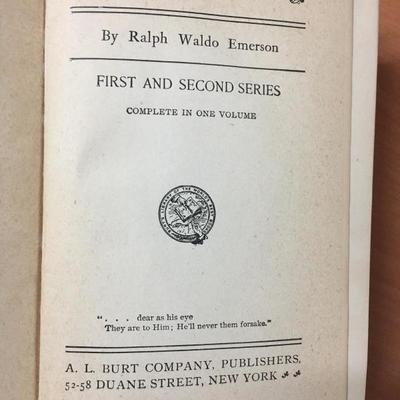 By Ralph Waldo Emerson
FIRST AND SECOND SERIES
COMPLETE IN ONE VOLUME
". . . dear as his eye
They are to Him; He'll never them forsake."
A. L. BURT COMPANY, PUBLISHERS,
52-58 DUANE STREET, NEW YORK